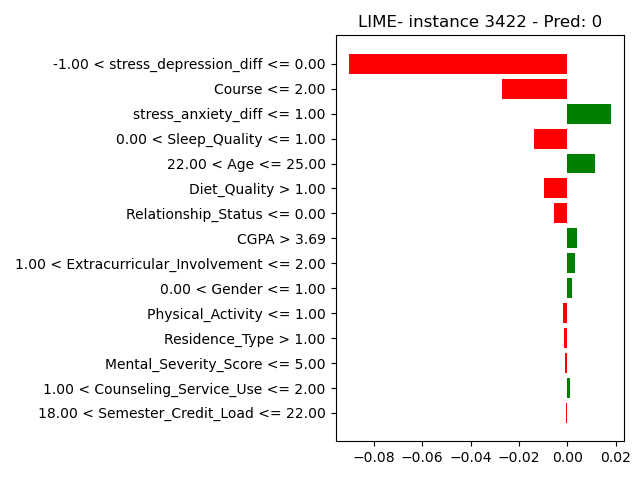 LIME- instance 3422 - Pred: 0
-1.00 < stress_depression_diff <= 0.00
Course <= 2.00
stress_anxiety_diff <= 1.00
0.00 < Sleep_Quality <= 1.00
22.00 < Age <= 25.00
Diet_Quality > 1.00
Relationship_Status <= 0.00
CGPA > 3.69
1.00 < Extracurricular_Involvement <= 2.00
0.00 < Gender <= 1.00
Physical_Activity <= 1.00
Residence_Type > 1.00
Mental_Severity_Score <= 5.00
1.00 < Counseling_Service_Use <= 2.00
18.00 < Semester_Credit_Load <= 22.00
−0.08 −0.06 −0.04 −0.02 0.00 0.02